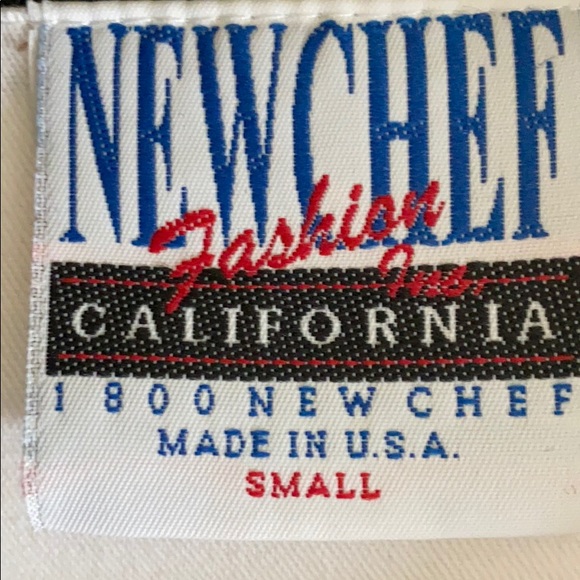 NEWCHEF
Fashion
Inc.
CALIFORNIA
1 800 NEW CHEF
MADE IN U.S.A.
SMALL